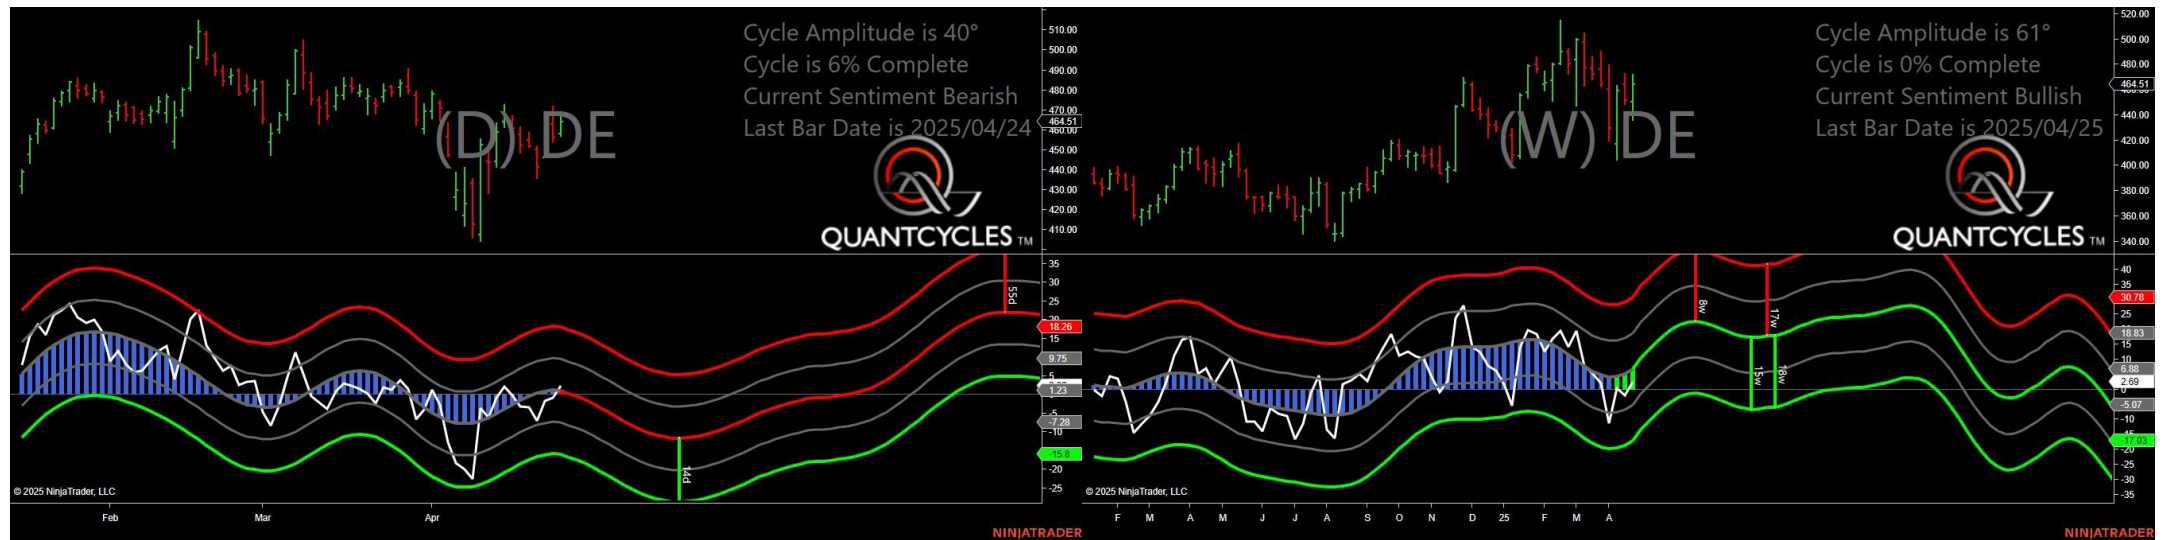 Cycle Amplitude is 40°
Cycle is 6% Complete
Current Sentiment Bearish
Last Bar Date is 2025/04/24
(D) DE
QUANTCYCLES TM
510.00
500.00
490.00
480.00
470.00
464.51
460.00
450.00
440.00
430.00
420.00
410.00
35
30
25
18.26
15
9.75
5
1.23
-5
-7.28
-10
-15.8
-20
-25
55d
14d
© 2025 NinjaTrader, LLC
Feb
Mar
Apr
NINJATRADER
Cycle Amplitude is 61°
Cycle is 0% Complete
Current Sentiment Bullish
Last Bar Date is 2025/04/25
(W) DE
QUANTCYCLES TM
520.00
500.00
480.00
464.51
440.00
420.00
400.00
380.00
360.00
340.00
40
35
30.78
25
18.83
15
10
6.88
2.69
-5.07
-10
-17.03
-20
-25
-30
-35
8w
17w
15w
18w
© 2025 NinjaTrader, LLC
F
M
A
M
J
J
A
S
O
N
D
25
F
M
A
NINJATRADER